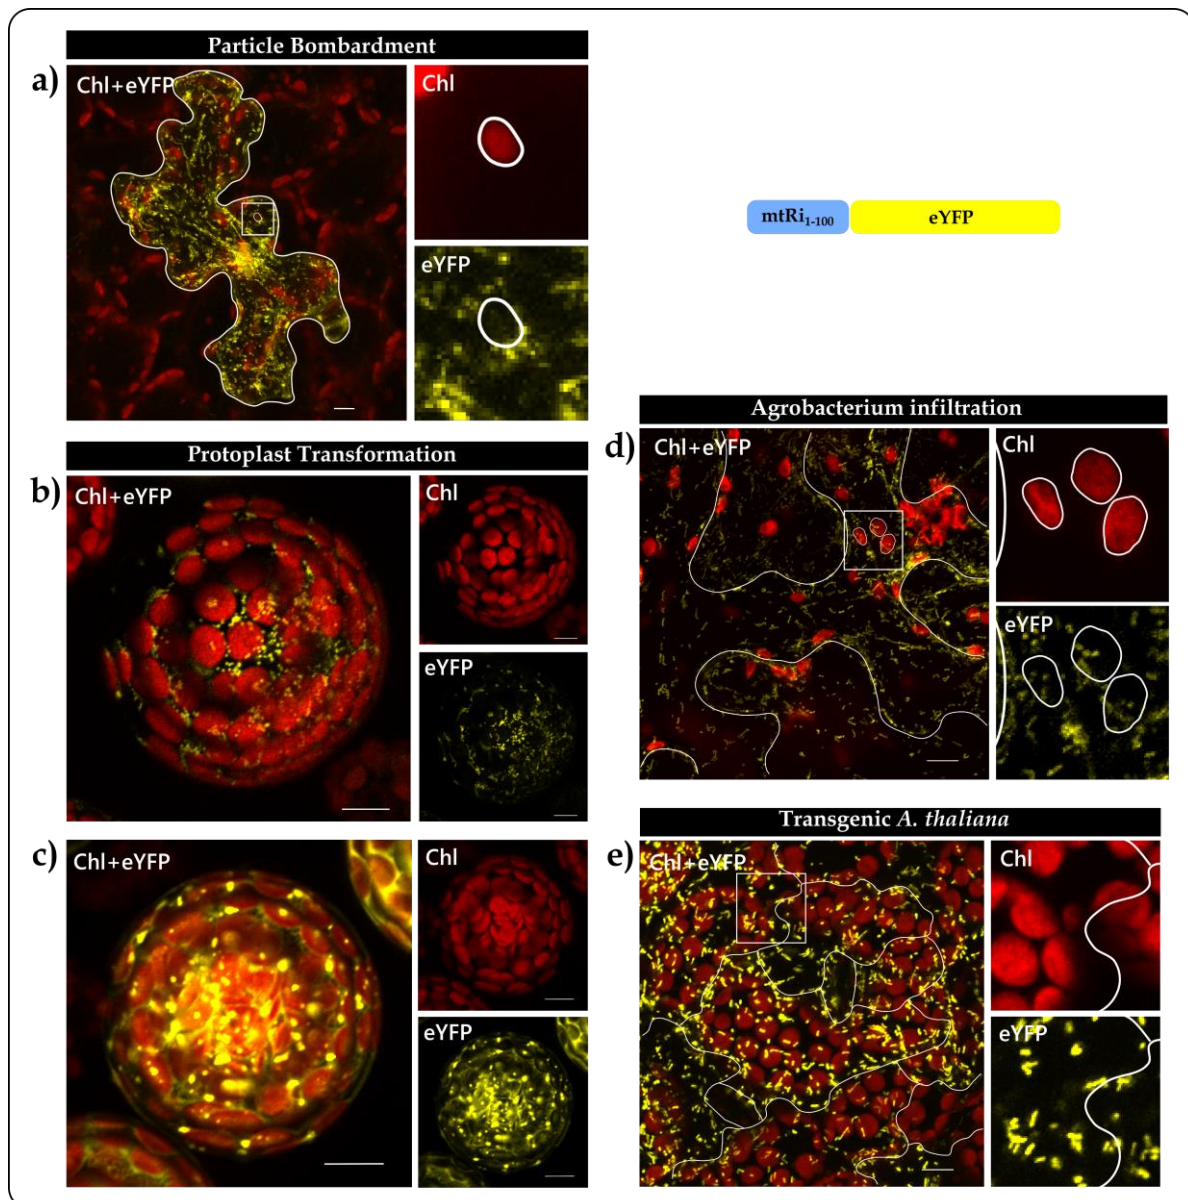 Particle Bombardment
a)
Chl+eYFP
Chl
eYFP
mtRi1-100
eYFP
Protoplast Transformation
b)
Chl+eYFP
Chl
eYFP
c)
Chl+eYFP
Chl
eYFP
Agrobacterium infiltration
d)
Chl+eYFP
Chl
eYFP
Transgenic A. thaliana
e)
Chl+eYFP
Chl
eYFP